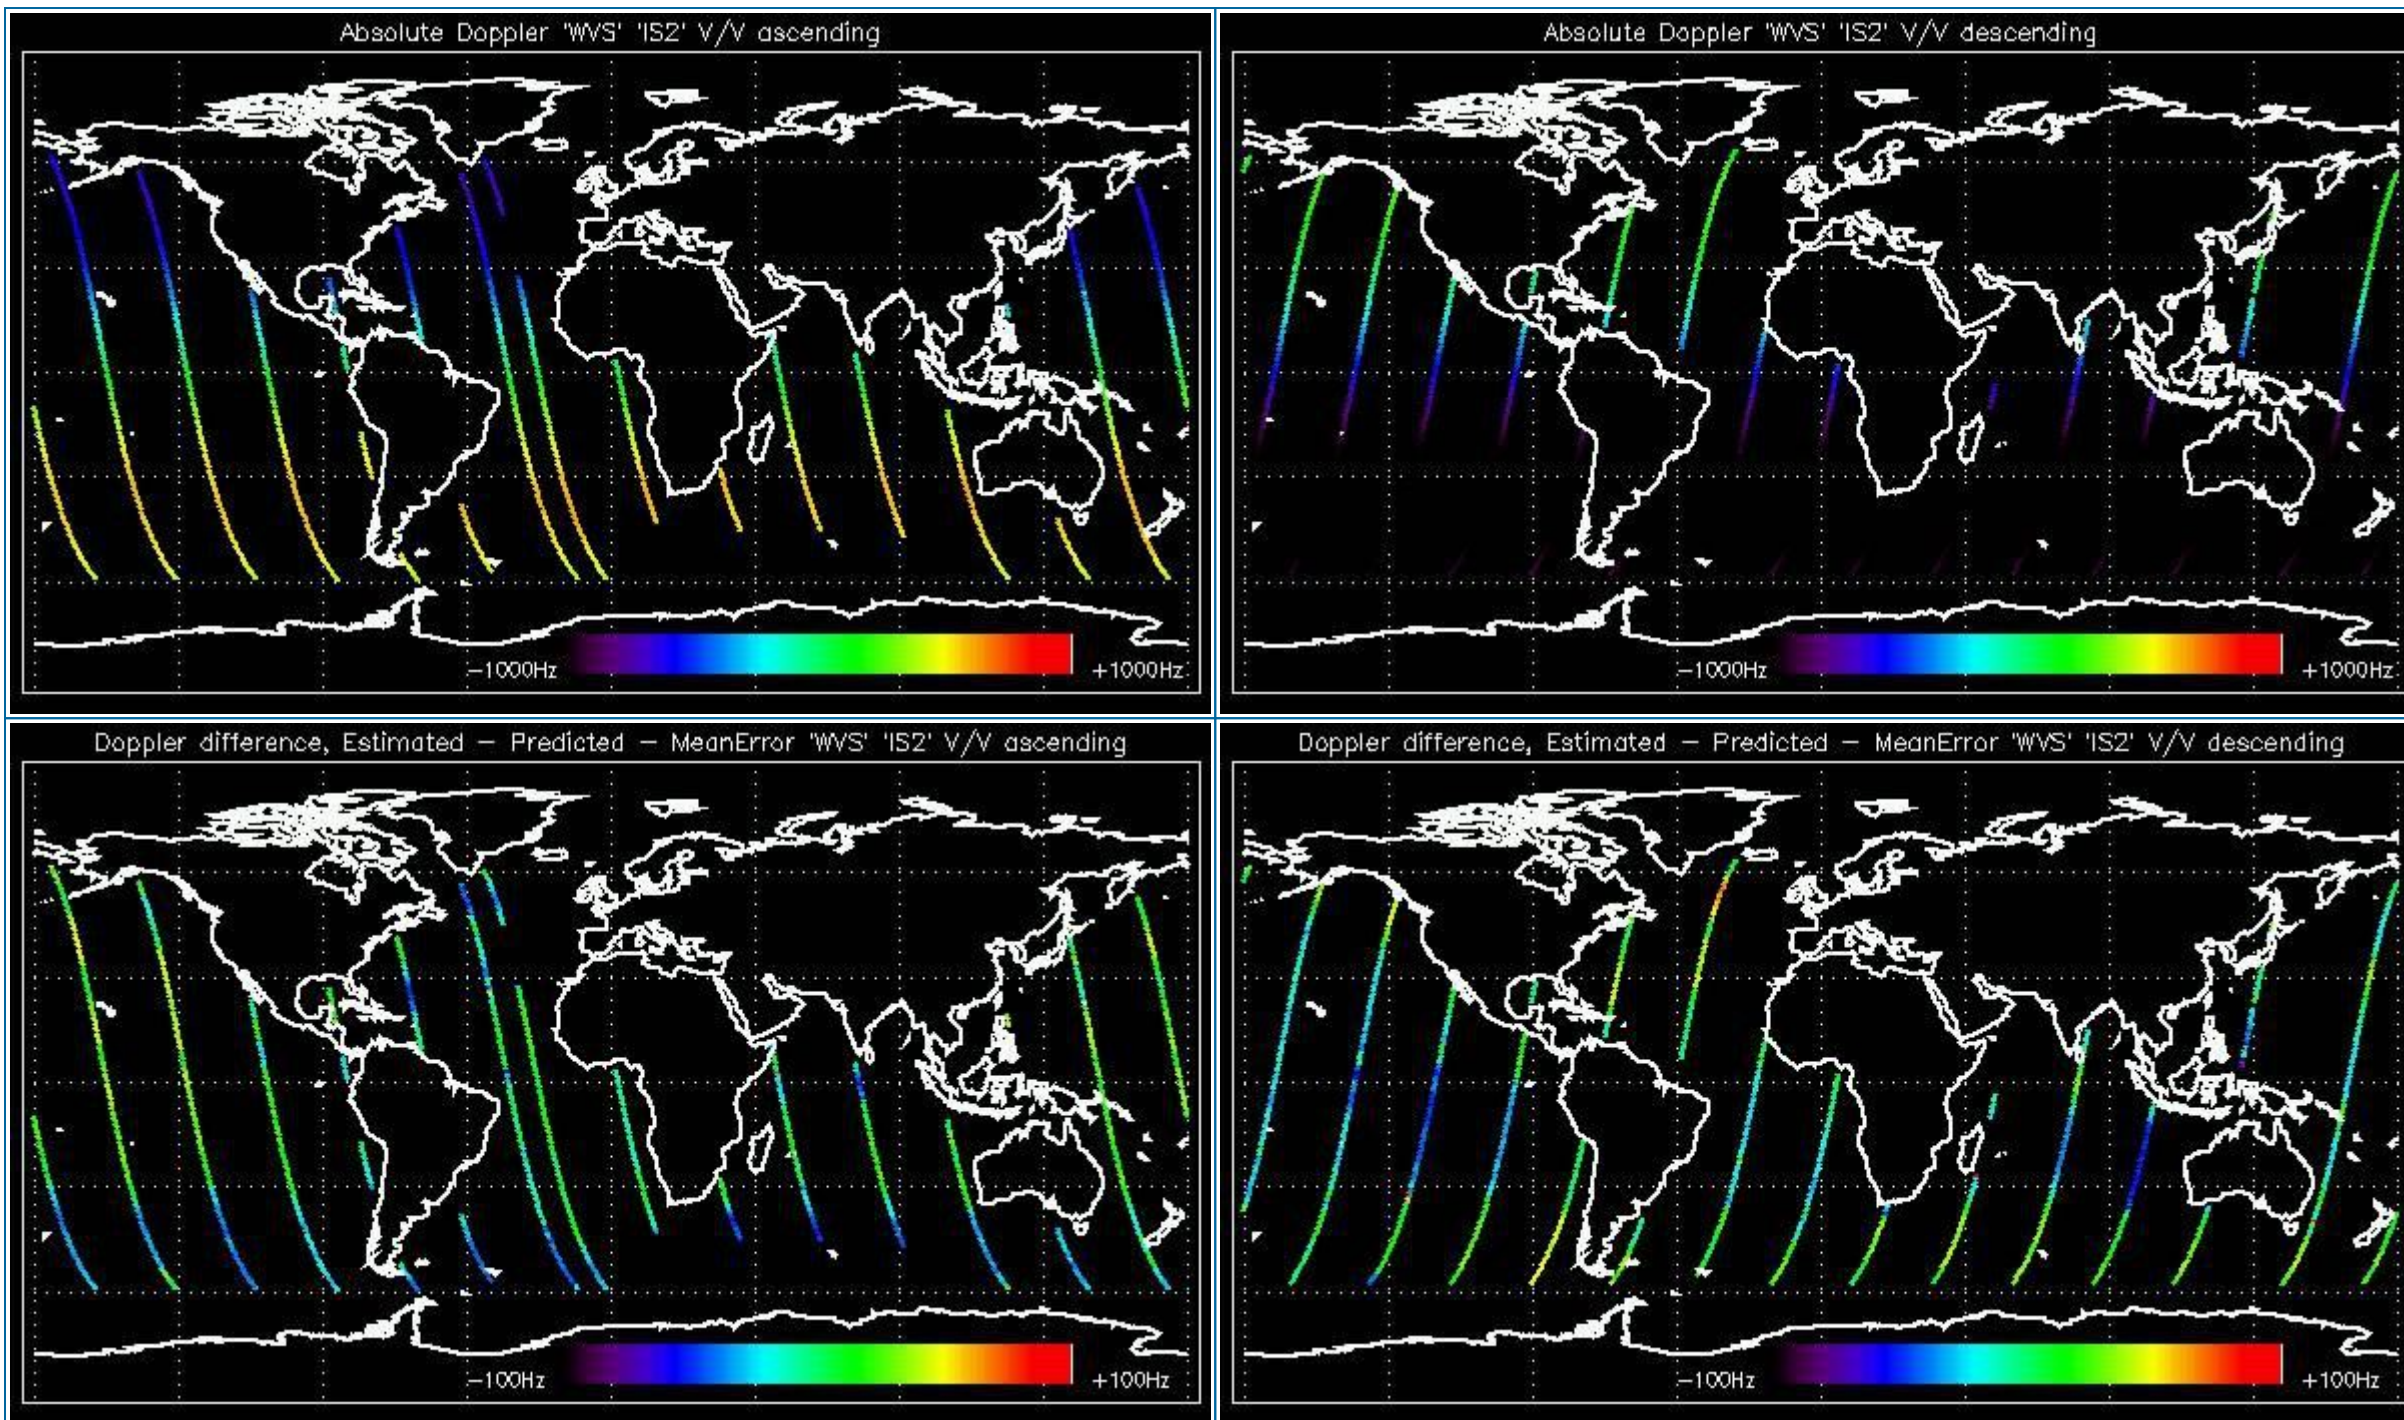 Absolute Doppler 'WVS' 'IS2' V/V ascending
-1000Hz
+1000Hz
Absolute Doppler 'WVS' 'IS2' V/V descending
-1000Hz
+1000Hz
Doppler difference, Estimated - Predicted - MeanError 'WVS' 'IS2' V/V ascending
-100Hz
+100Hz
Doppler difference, Estimated - Predicted - MeanError 'WVS' 'IS2' V/V descending
-100Hz
+100Hz